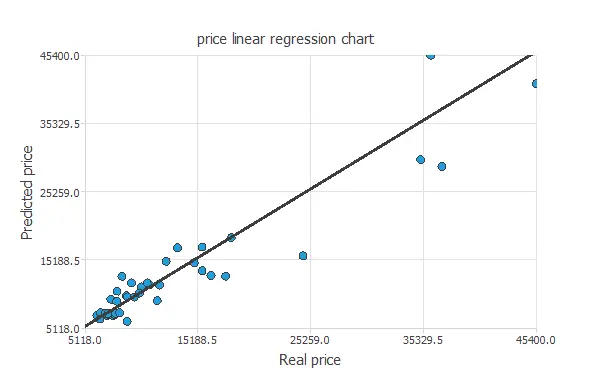 price linear regression chart
45400.0
35329.5
25259.0
15188.5
5118.0
Predicted price
5118.0 15188.5 25259.0 35329.5 45400.0
Real price